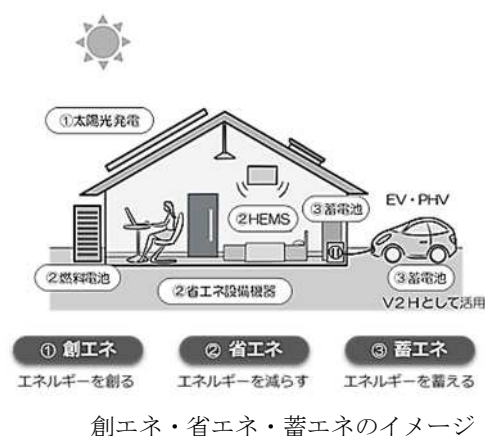 ①太陽光発電
②HEMS
③蓄電池
EV・PHV
②燃料電池
②省エネ設備機器
③蓄電池
V2Hとして活用
① 創エネ
② 省エネ
③ 蓄エネ
エネルギーを創る
エネルギーを減らす
エネルギーを蓄える
創エネ・省エネ・蓄エネのイメージ